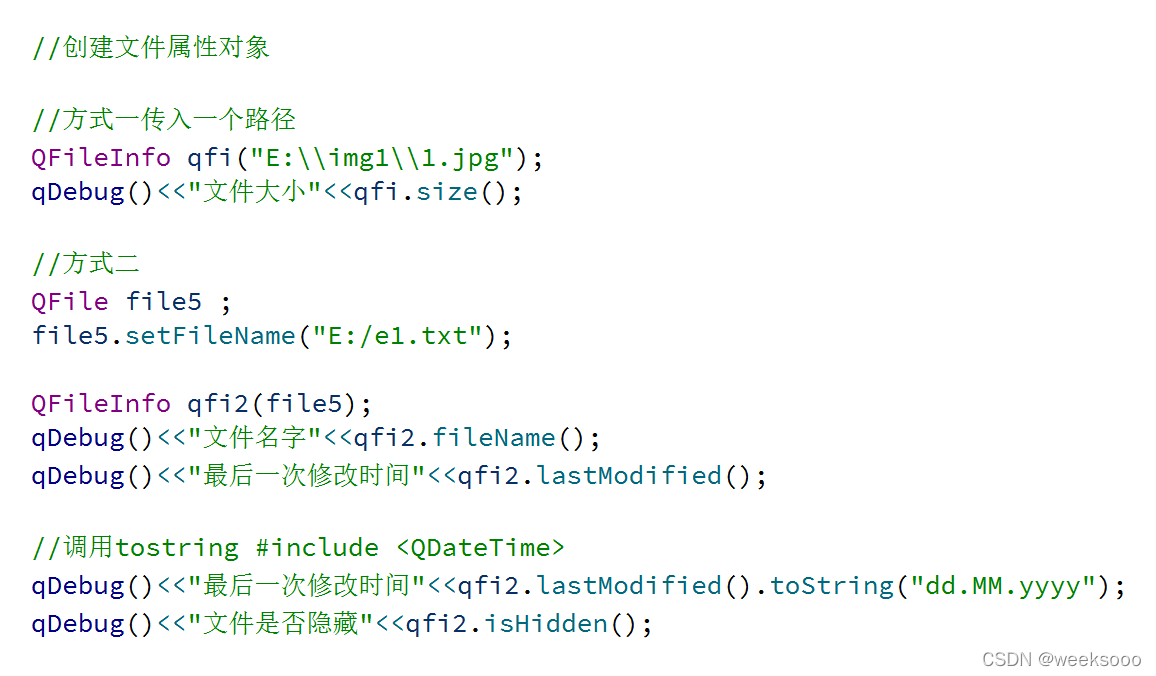 //创建文件属性对象
//方式一传入一个路径
QFileInfo qfi("E:\\img1\\1.jpg");
qDebug()<<"文件大小"<<qfi.size();
//方式二
QFile file5 ;
file5.setFileName("E:/e1.txt");
QFileInfo qfi2(file5);
qDebug()<<"文件名字"<<qfi2.fileName();
qDebug()<<"最后一次修改时间"<<qfi2.lastModified();
//调用tostring #include <QDateTime>
qDebug()<<"最后一次修改时间"<<qfi2.lastModified().toString("dd.MM.yyyy");
qDebug()<<"文件是否隐藏"<<qfi2.isHidden();
CSDN @weeksooo